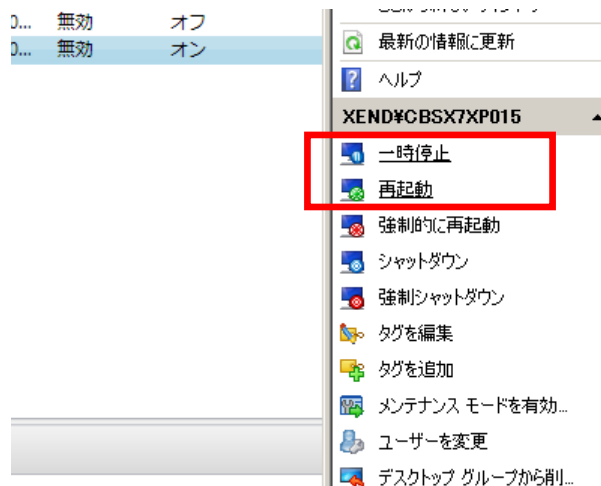 0... 無効 オフ
0... 無効 オン
最新の情報に更新
ヘルプ
XEND¥CBSX7XP015
一時停止
再起動
強制的に再起動
シャットダウン
強制シャットダウン
タグを編集
タグを追加
メンテナンス モードを有効...
ユーザーを変更
デスクトップ グループから削...